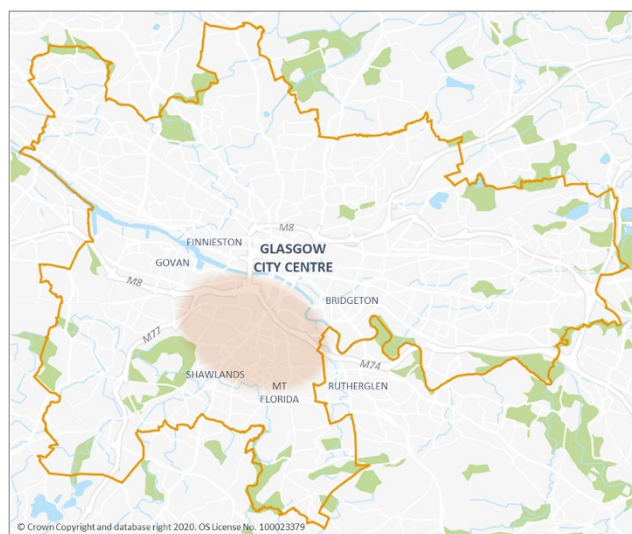 M8
FINNIESTON
GLASGOW
CITY CENTRE
GOVAN
M8
BRIDGETON
M77
M74
SHAWLANDS
MT
FLORIDA
RUTHERGLEN
© Crown Copyright and database right 2020. OS License No. 100023379